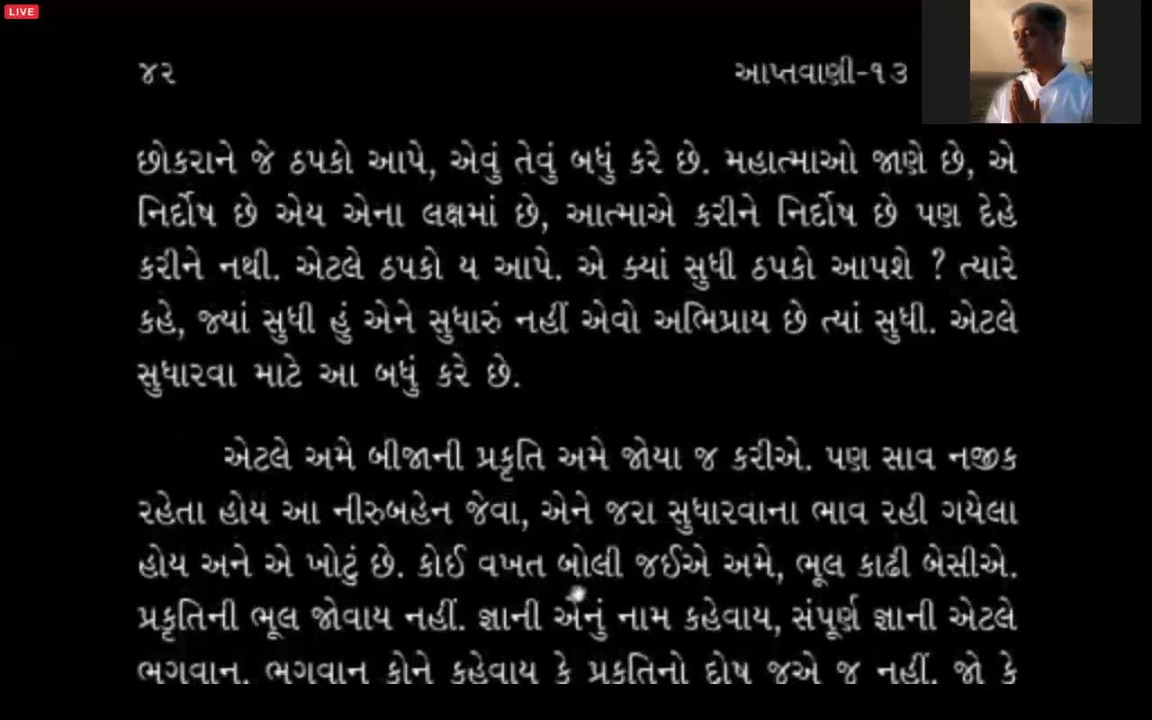 LIVE
૪૨ આપ્તવાણી-૧૩
છોકરાને જે ઠપકો આપે, એવું તેવું બધું કરે છે. મહાત્માઓ જાણે છે, એ
નિર્દોષ છે એય એના લક્ષમાં છે, આત્માએ કરીને નિર્દોષ છે પણ દેહે
કરીને નથી. એટલે ઠપકો ય આપે. એ ક્યાં સુધી ઠપકો આપશે ? ત્યારે
કહે, જ્યાં સુધી હું એને સુધારું નહીં એવો અભિપ્રાય છે ત્યાં સુધી. એટલે
સુધારવા માટે આ બધું કરે છે.
એટલે અમે બીજાની પ્રકૃતિ અમે જોયા જ કરીએ. પણ સાવ નજીક
રહેતા હોય આ નીરુબહેન જેવા, એને જરા સુધારવાના ભાવ રહી ગયેલા
હોય અને એ ખોટું છે. કોઈ વખત બોલી જઈએ અમે, ભૂલ કાઢી બેસીએ.
પ્રકૃતિની ભૂલ જોવાય નહીં. જ્ઞાની એનું નામ કહેવાય, સંપૂર્ણ જ્ઞાની એટલે
ભગવાન. ભગવાન કોને કહેવાય કે પ્રકૃતિનો દોષ જુએ જ નહીં. જો કે